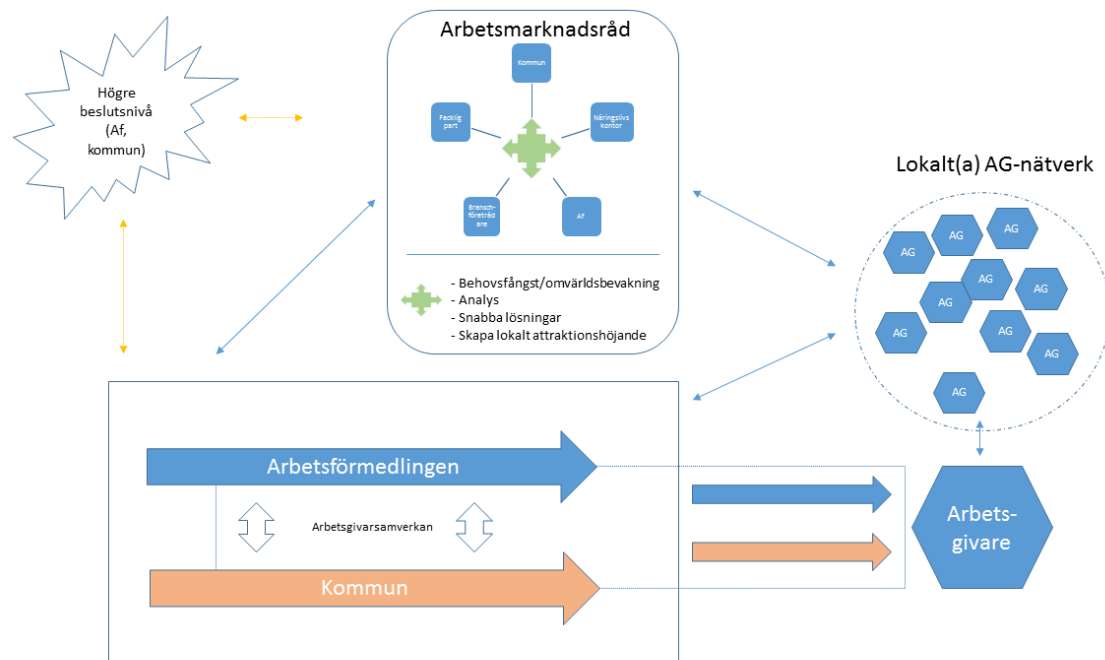 Arbetsmarknadsråd
Högre
beslutsnivå
(Af,
kommun)
Kommun
Facklig
part
Näringslivs
kontor
Bransch-
företräd
are
Af
- Behovsfångst/omvärldsbevakning
- Analys
- Snabba lösningar
- Skapa lokalt attraktionshöjande
Lokalt(a) AG-nätverk
AG
AG
AG
AG
AG
AG
AG
AG
AG
AG
Arbetsförmedlingen
Arbetsgivarsamverkan
Kommun
Arbets-
givare